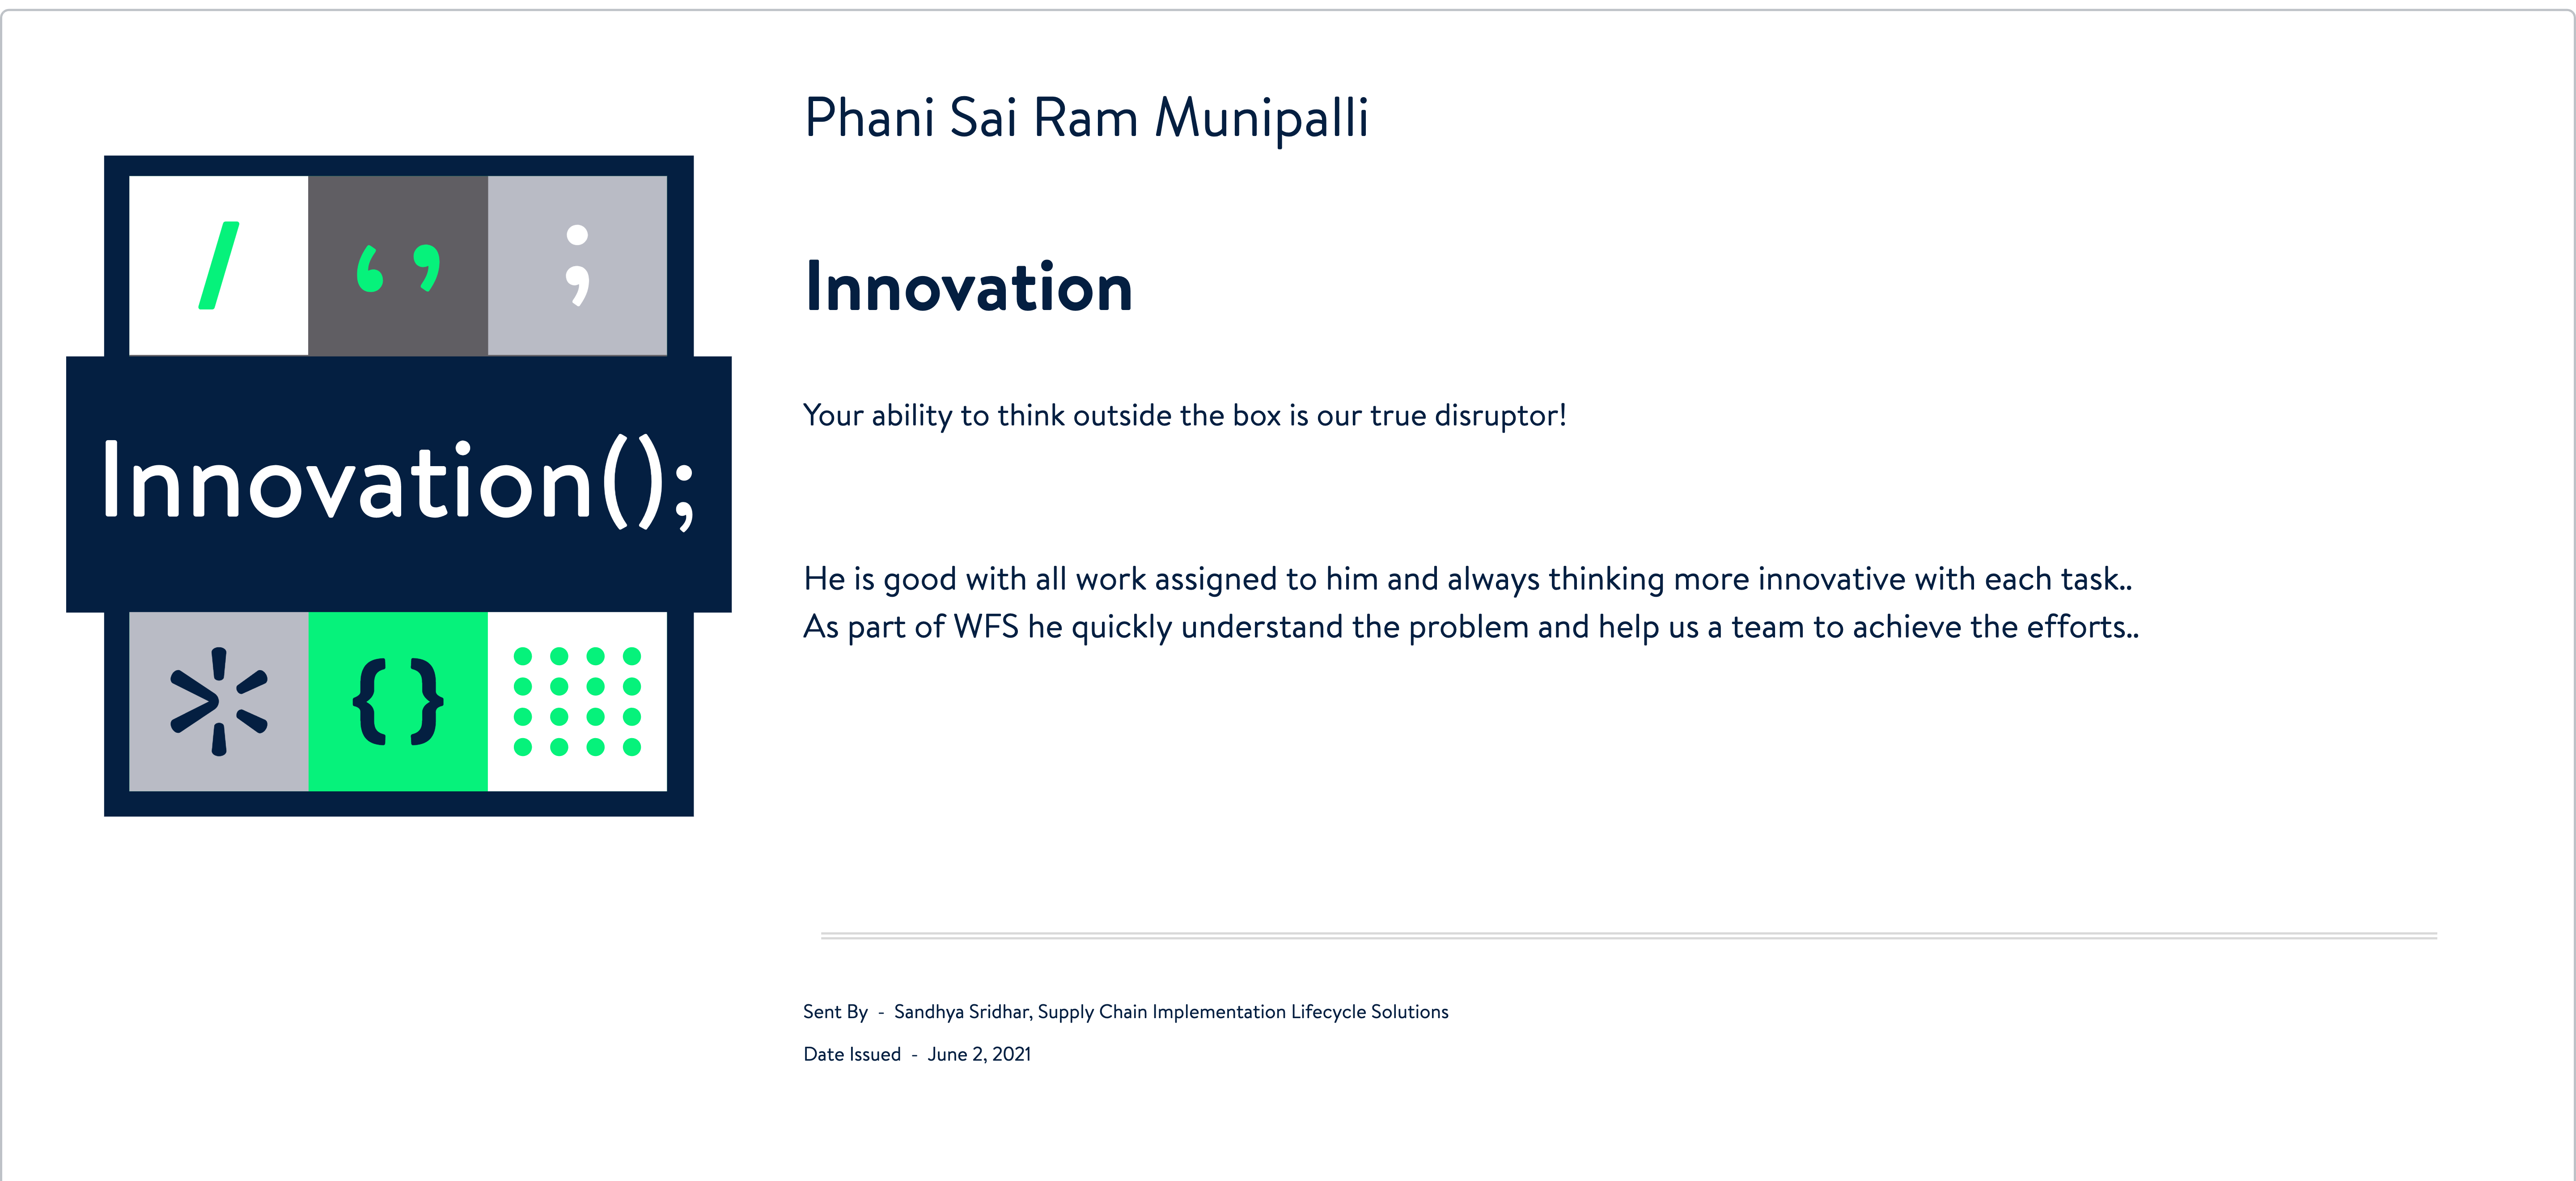 Phani Sai Ram Munipalli
/ ‘ ’ ;
Innovation();
{ }
Innovation
Your ability to think outside the box is our true disruptor!
He is good with all work assigned to him and always thinking more innovative with each task..
As part of WFS he quickly understand the problem and help us a team to achieve the efforts..
Sent By - Sandhya Sridhar, Supply Chain Implementation Lifecycle Solutions
Date Issued - June 2, 2021